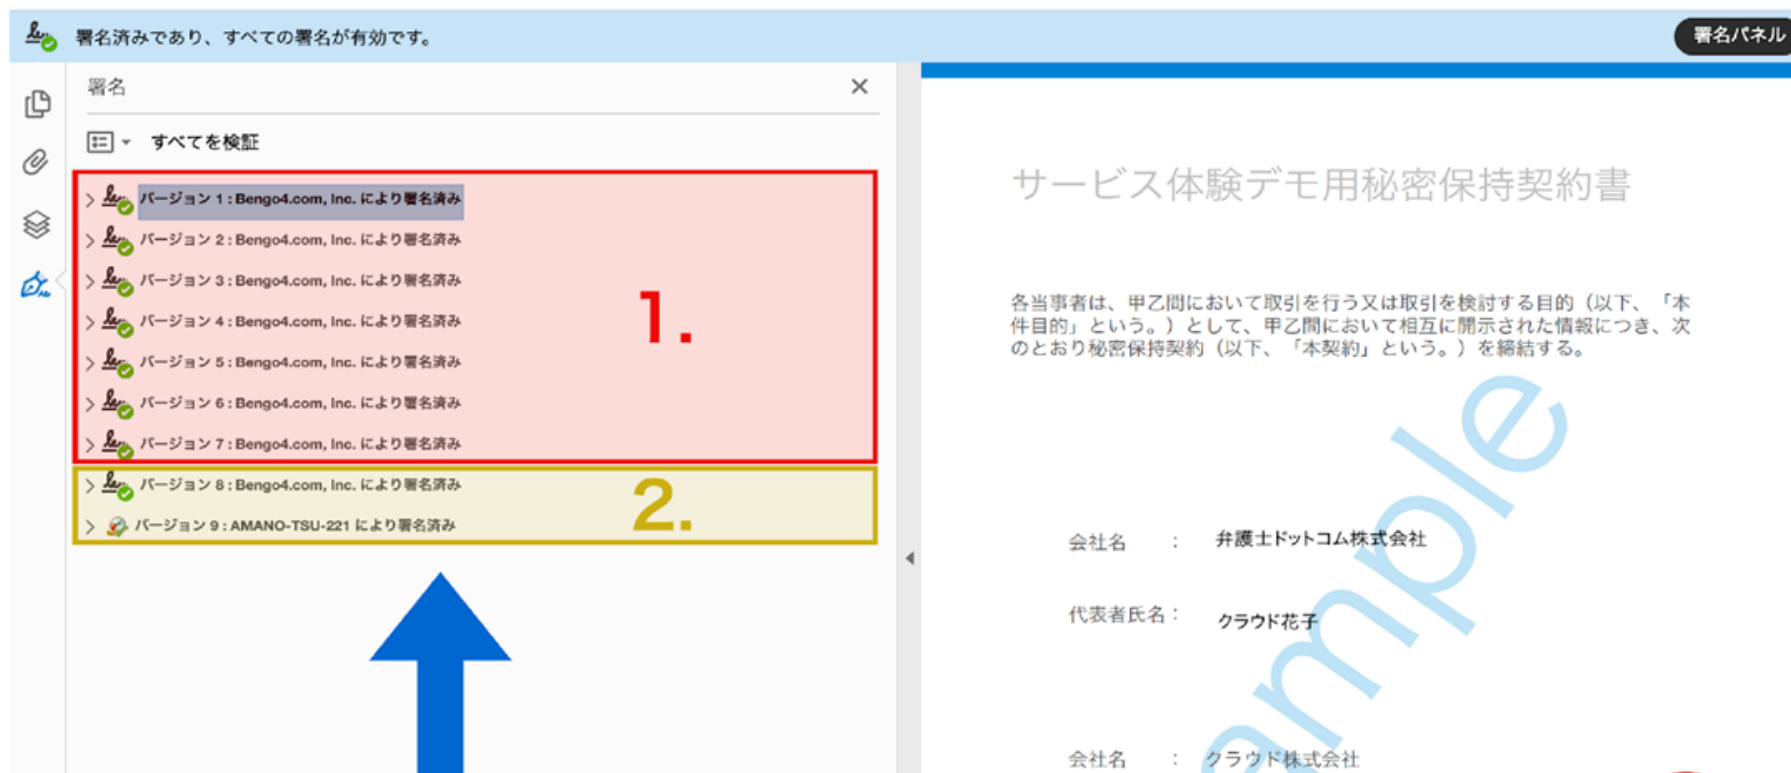 署名済みであり、すべての署名が有効です。
署名パネル
署名
すべてを検証
バージョン 1 : Bengo4.com, Inc. により署名済み
バージョン 2 : Bengo4.com, Inc. により署名済み
バージョン 3 : Bengo4.com, Inc. により署名済み
バージョン 4 : Bengo4.com, Inc. により署名済み
バージョン 5 : Bengo4.com, Inc. により署名済み
バージョン 6 : Bengo4.com, Inc. により署名済み
バージョン 7 : Bengo4.com, Inc. により署名済み
1.
バージョン 8 : Bengo4.com, Inc. により署名済み
バージョン 9 : AMANO-TSU-221 により署名済み
2.
サービス体験デモ用秘密保持契約書
各当事者は、甲乙間において取引を行う又は取引を検討する目的（以下、「本
件目的」という。）として、甲乙間において相互に開示された情報につき、次
のとおり秘密保持契約（以下、「本契約」という。）を締結する。
会社名 : 弁護士ドットコム株式会社
代表者氏名 : クラウド花子
会社名 : クラウド株式会社
ample